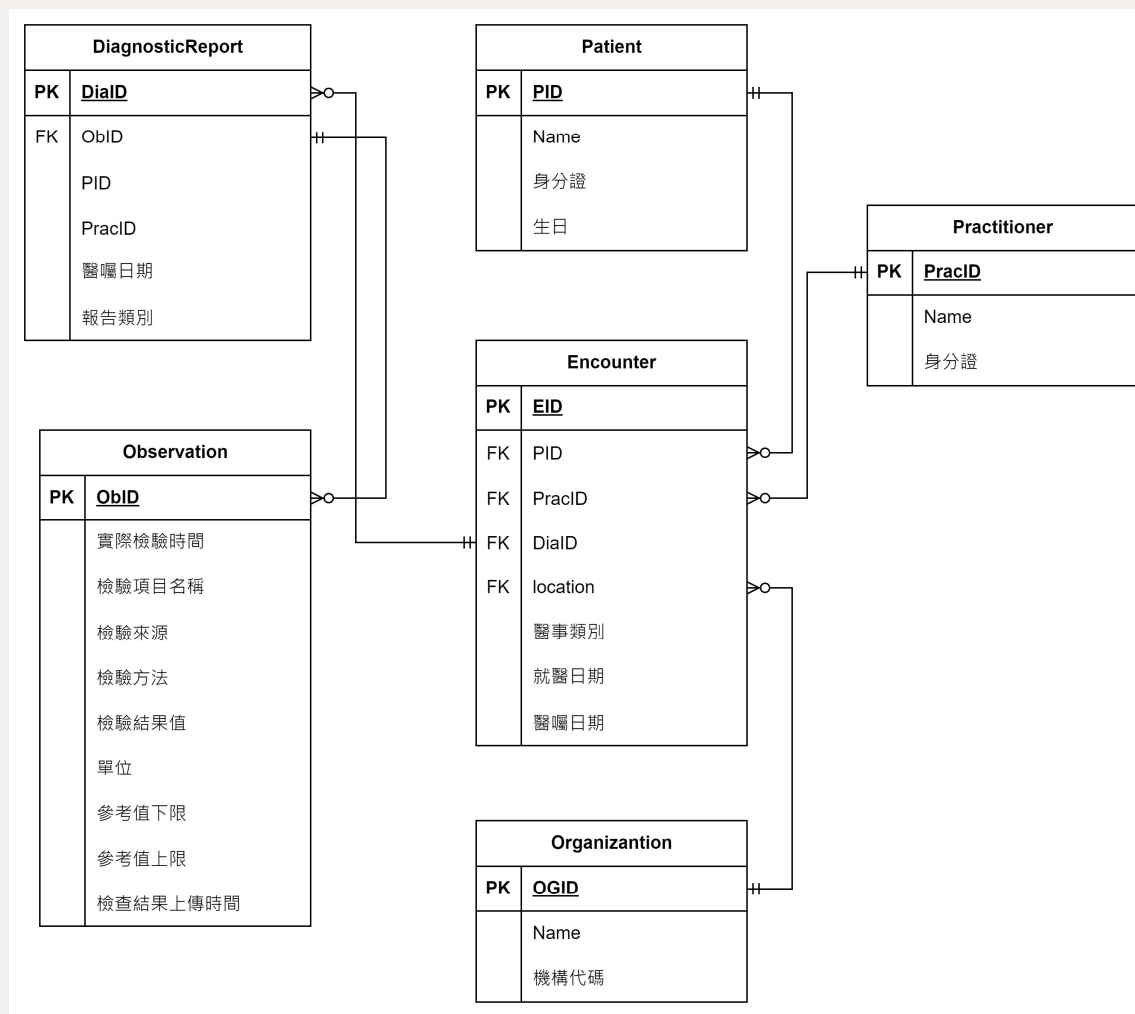 DiagnosticReport
PK DiaID
FK ObID
PID
PracID
醫囑日期
報告類別
Patient
PK PID
Name
身分證
生日
Practitioner
PK PracID
Name
身分證
Encounter
PK EID
FK PID
FK PracID
FK DiaID
FK location
醫事類別
就醫日期
醫囑日期
Observation
PK ObID
實際檢驗時間
檢驗項目名稱
檢驗來源
檢驗方法
檢驗結果值
單位
參考值下限
參考值上限
檢查結果上傳時間
Organizantion
PK OGID
Name
機構代碼